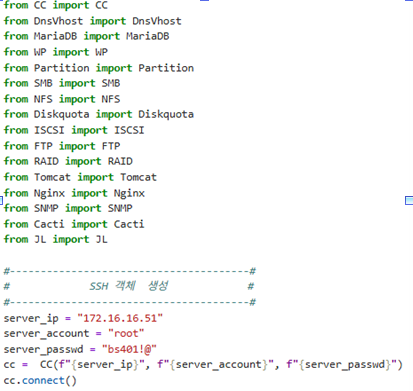 from CC import CC
from DnsVhost import DnsVhost
from MariaDB import MariaDB
from WP import WP
from Partition import Partition
from SMB import SMB
from NFS import NFS
from Diskquota import Diskquota
from ISCSI import ISCSI
from FTP import FTP
from RAID import RAID
from Tomcat import Tomcat
from Nginx import Nginx
from SNMP import SNMP
from Cacti import Cacti
from JL import JL
#---------------------------------------#
# SSH 객체 생성 #
#---------------------------------------#
server_ip = "172.16.16.51"
server_account = "root"
server_passwd = "bs401!@"
cc = CC(f"{server_ip}", f"{server_account}", f"{server_passwd}")
cc.connect()